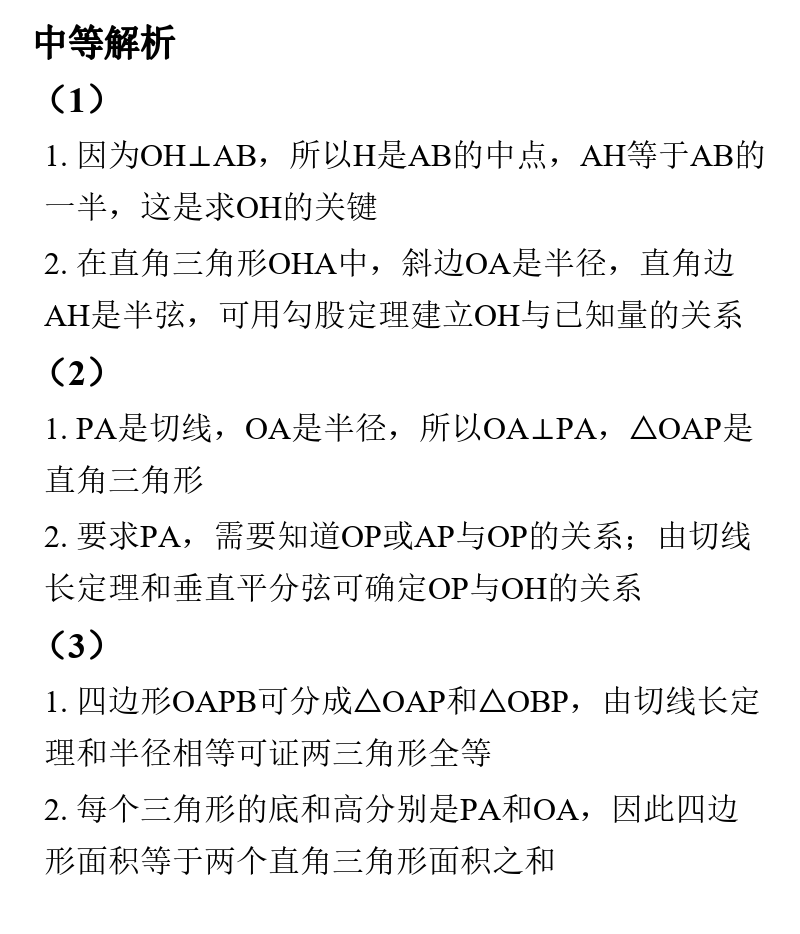 中等解析
（1）
1. 因为OH⊥AB，所以H是AB的中点，AH等于AB的
一半，这是求OH的关键
2. 在直角三角形OHA中，斜边OA是半径，直角边
AH是半弦，可用勾股定理建立OH与已知量的关系
（2）
1. PA是切线，OA是半径，所以OA⊥PA，△OAP是
直角三角形
2. 要求PA，需要知道OP或AP与OP的关系；由切线
长定理和垂直平分弦可确定OP与OH的关系
（3）
1. 四边形OAPB可分成△OAP和△OBP，由切线长定
理和半径相等可证两三角形全等
2. 每个三角形的底和高分别是PA和OA，因此四边
形面积等于两个直角三角形面积之和